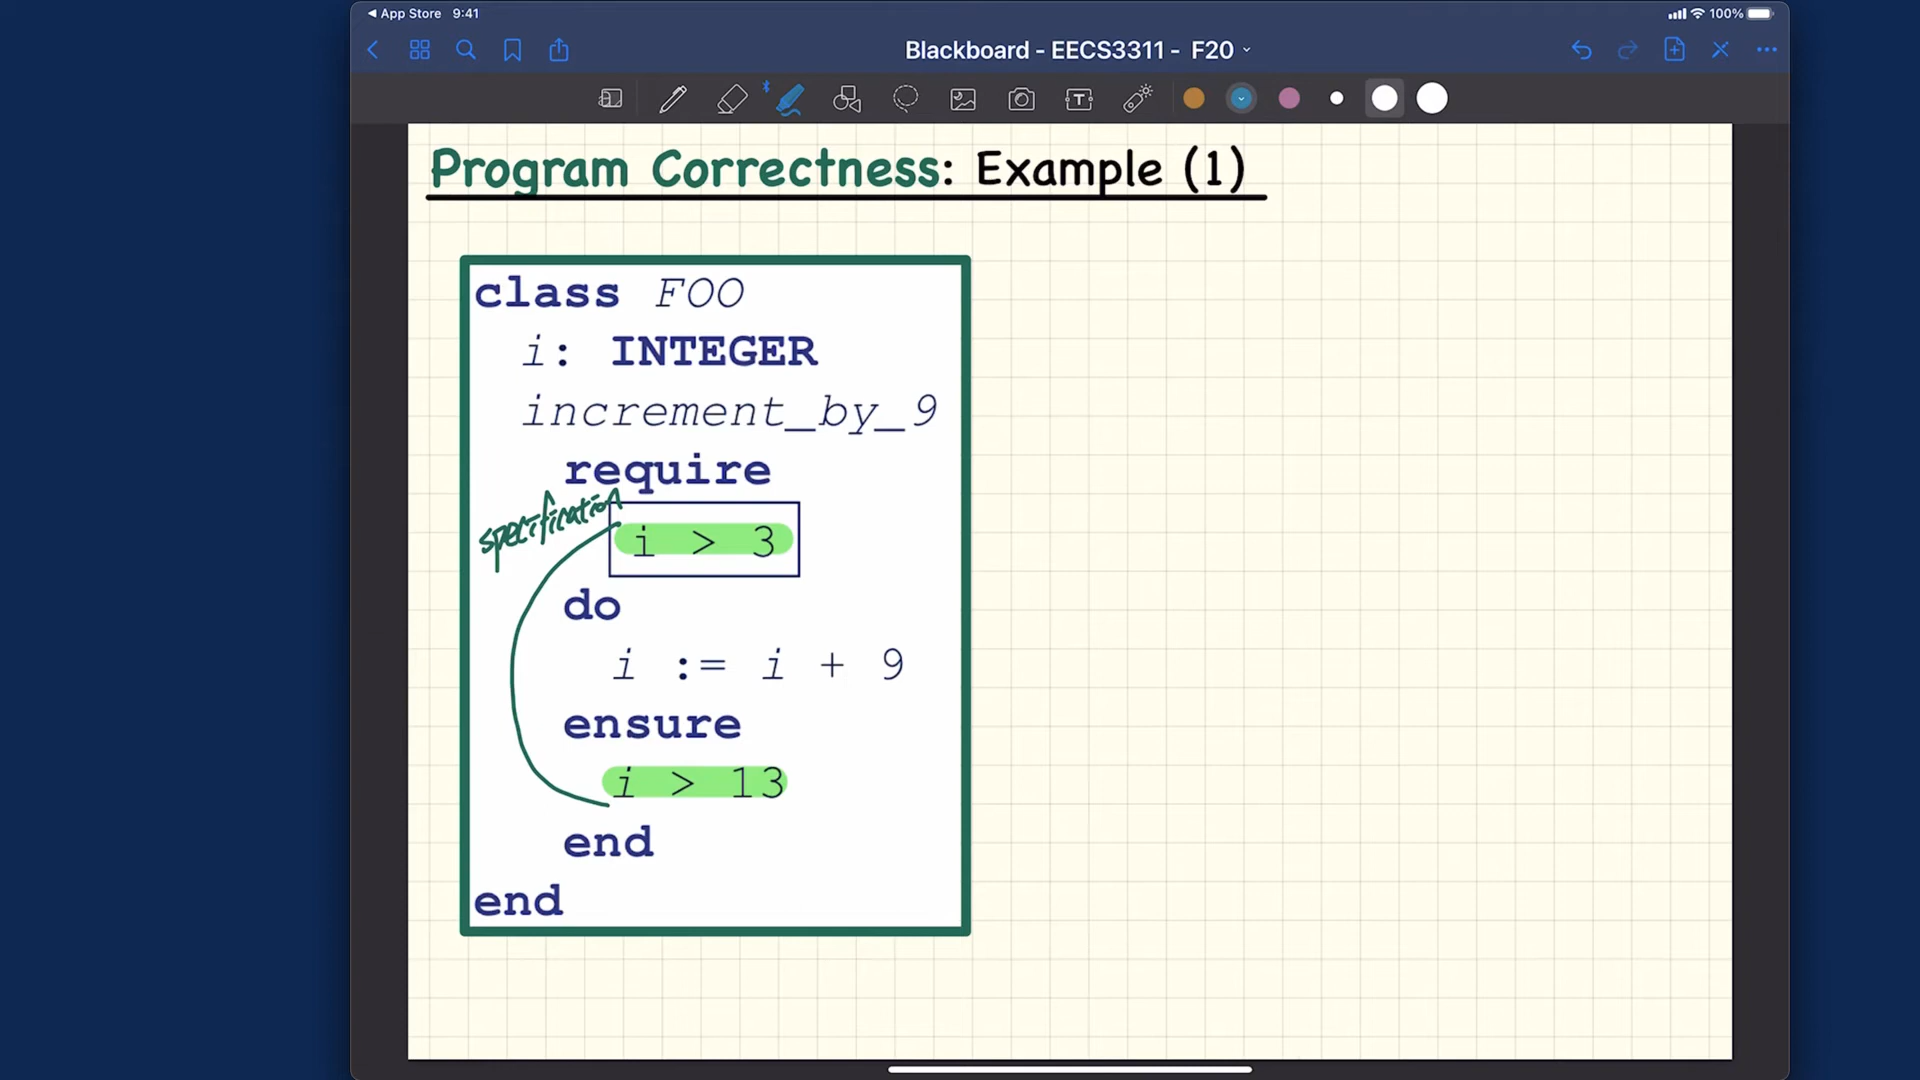 App Store 9:41 100%
Blackboard - EECS3311 - F20
Program Correctness: Example (1)
class FOO
i: INTEGER
increment_by_9
require
specification
i > 3
do
i := i + 9
ensure
i > 13
end
end